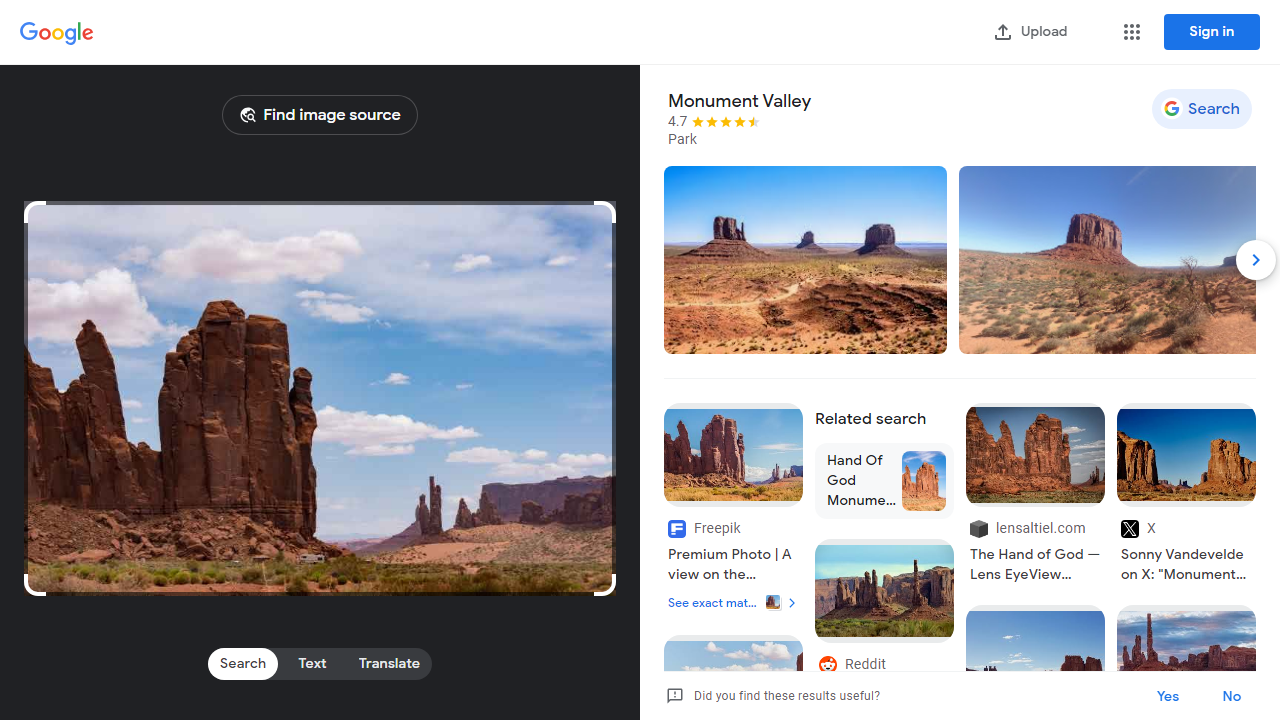 Google
Upload
Sign in
Find image source
Monument Valley
4.7
Park
Search
Freepik
Premium Photo | A
view on the...
See exact mat...
Related search
Hand Of
God
Monume...
Reddit
lensaltiel.com
The Hand of God —
Lens EyeView...
X
Sonny Vandevelde
on X: "Monument...
Search
Text
Translate
Did you find these results useful?
Yes
No